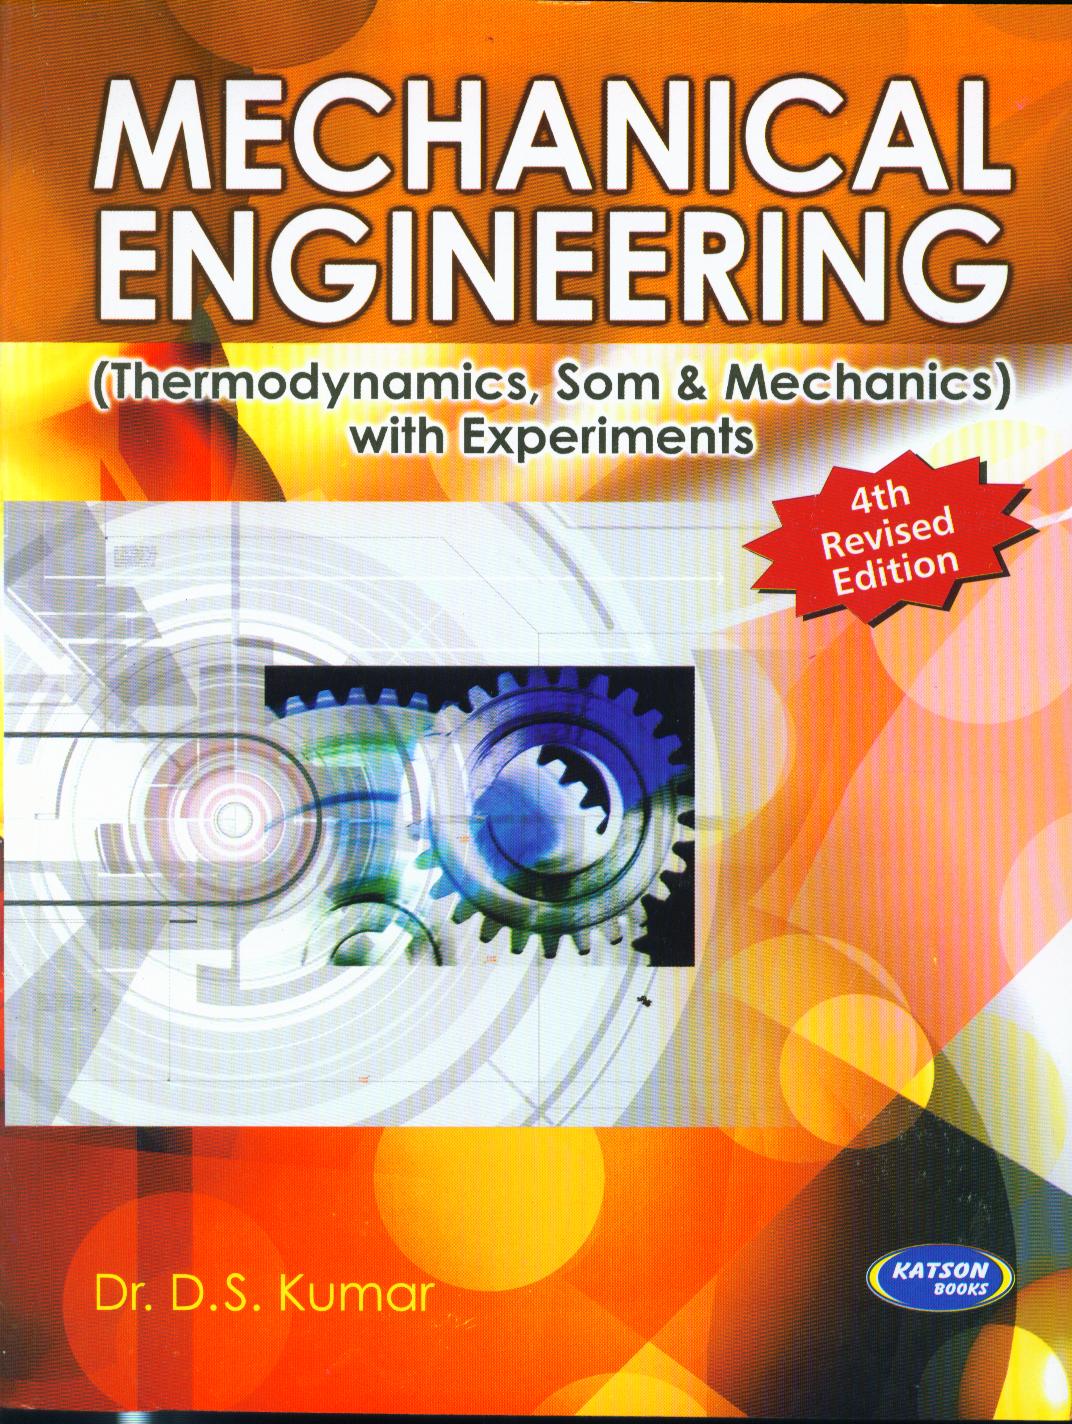 MECHANICAL
ENGINEERING
(Thermodynamics, Som & Mechanics)
with Experiments
4th
Revised
Edition
Dr. D.S. Kumar
KATSON
BOOKS